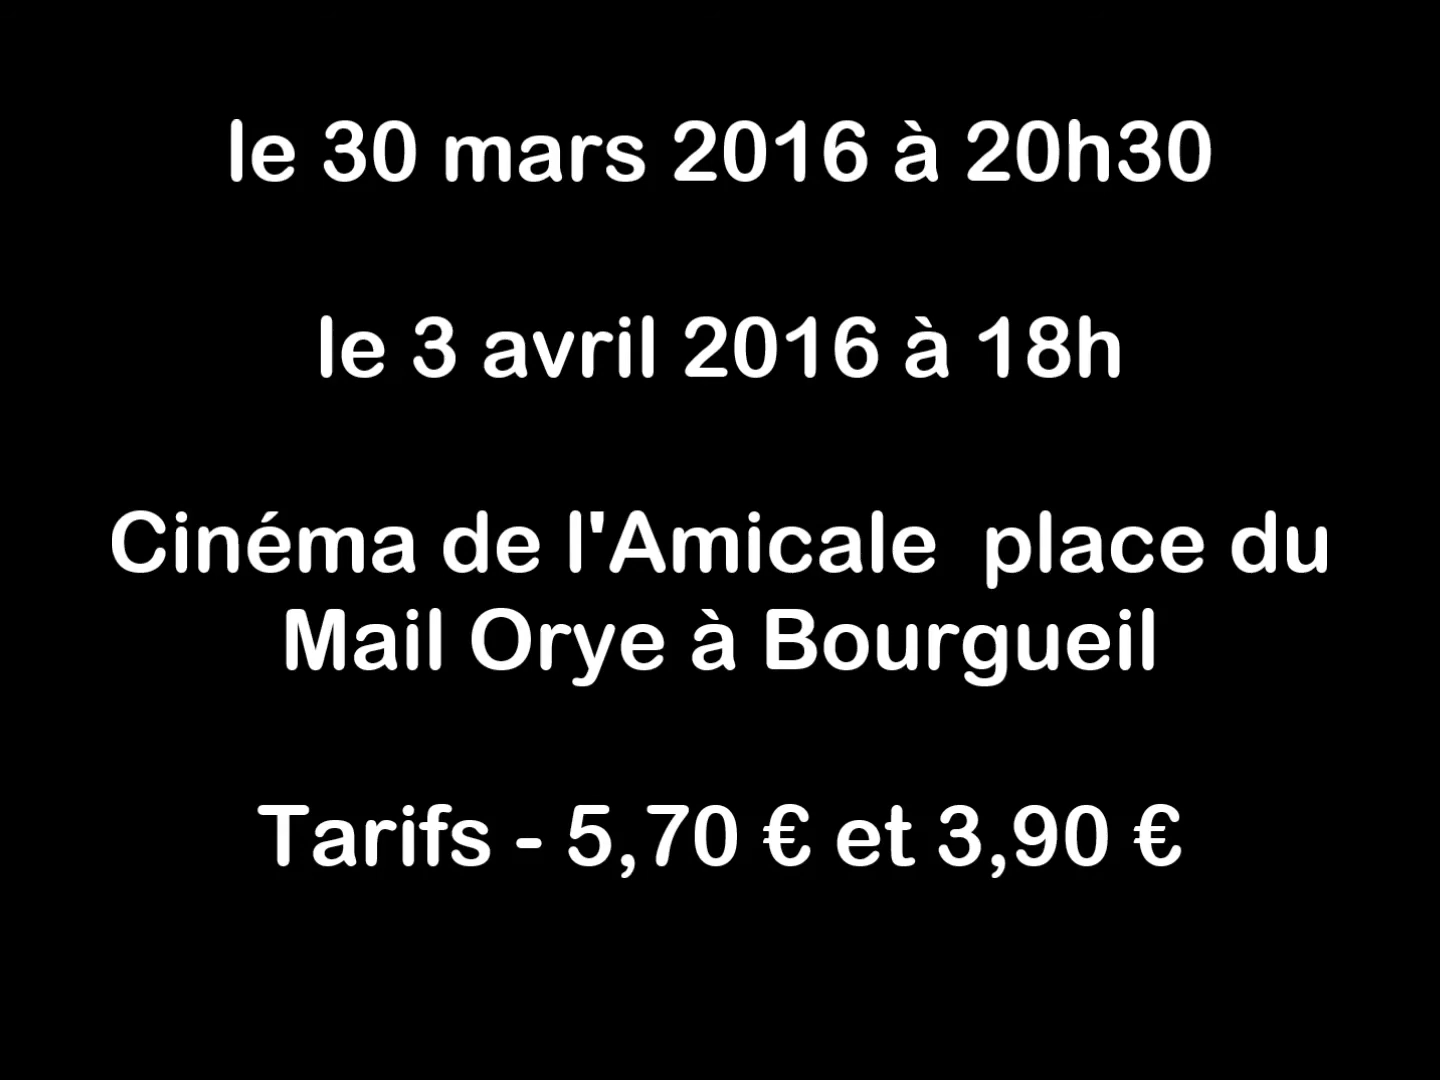 le 30 mars 2016 à 20h30
le 3 avril 2016 à 18h
Cinéma de l'Amicale  place du
Mail Orye à Bourgueil
Tarifs - 5,70 € et 3,90 €